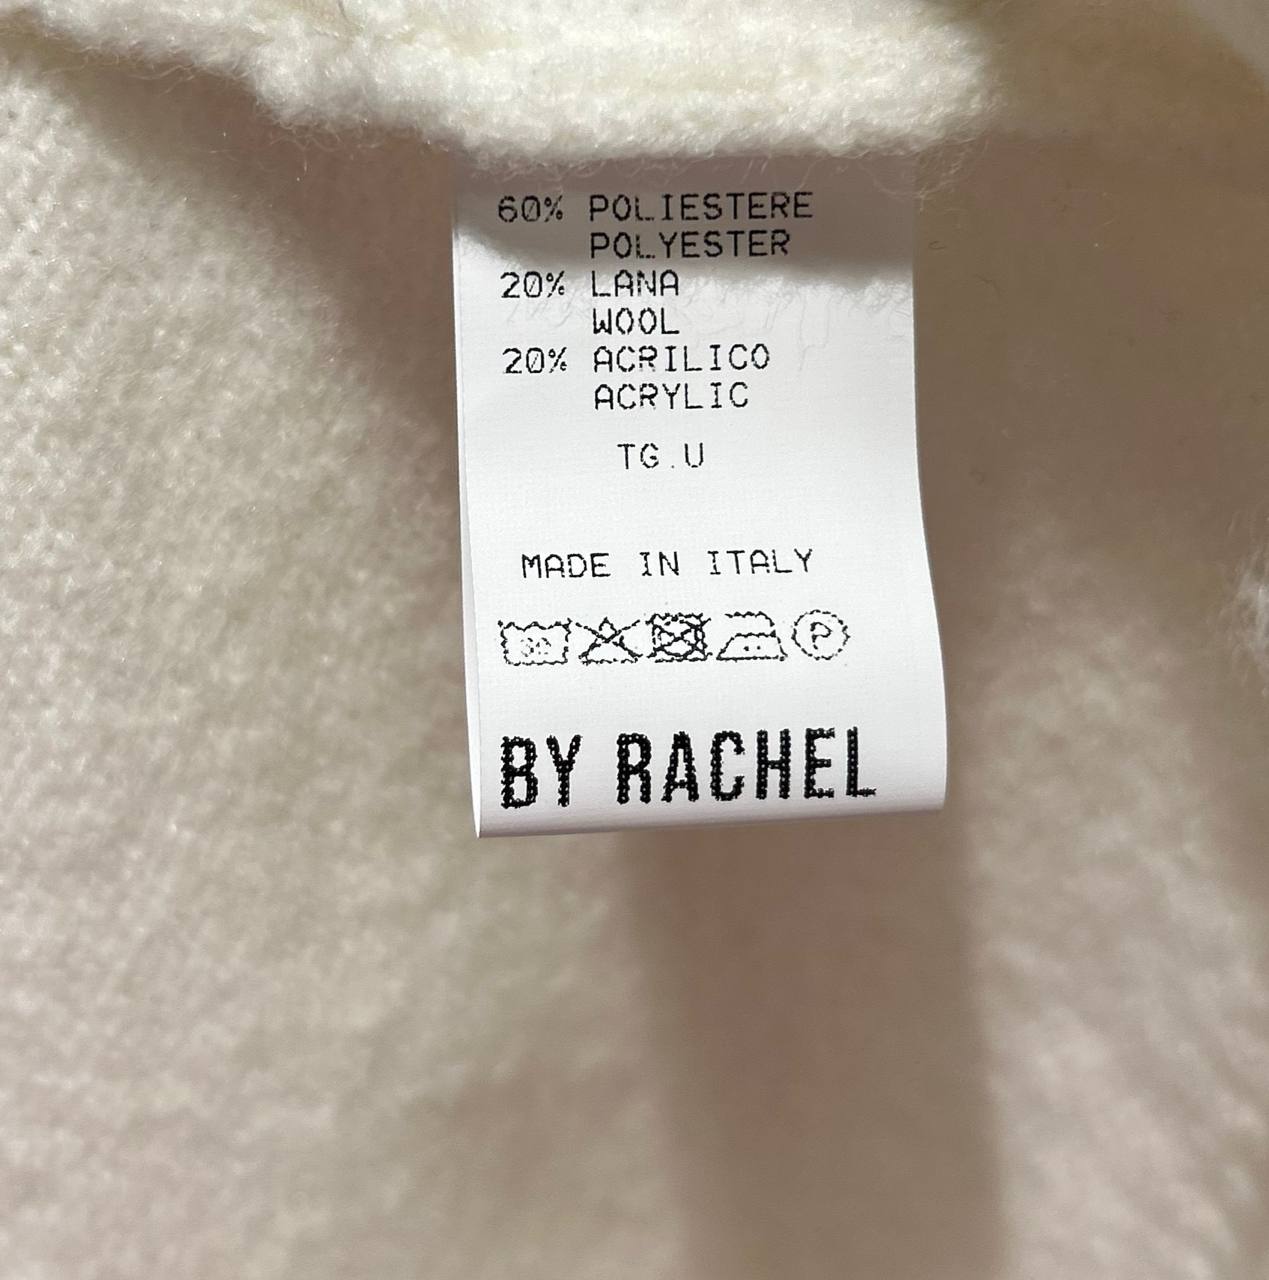 60% POLIESTERE
POLYESTER
20% LANA
WOOL
20% ACRILICO
ACRYLIC
TG.U
MADE IN ITALY
30
P
BY RACHEL